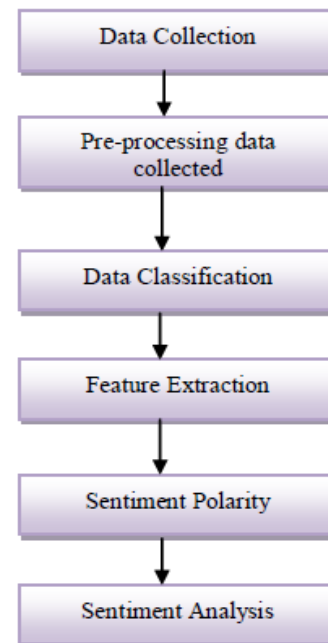 Data Collection
Pre-processing data
collected
Data Classification
Feature Extraction
Sentiment Polarity
Sentiment Analysis